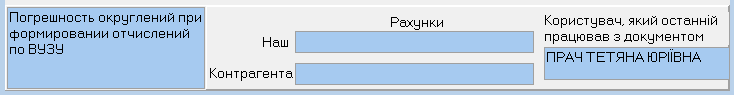 Погрешность округлений при
формировании отчислений
по ВУЗУ
Рахунки
Наш
Контрагента
Користувач, який останній
працював з документом
ПРАЧ ТЕТЯНА ЮРІЇВНА